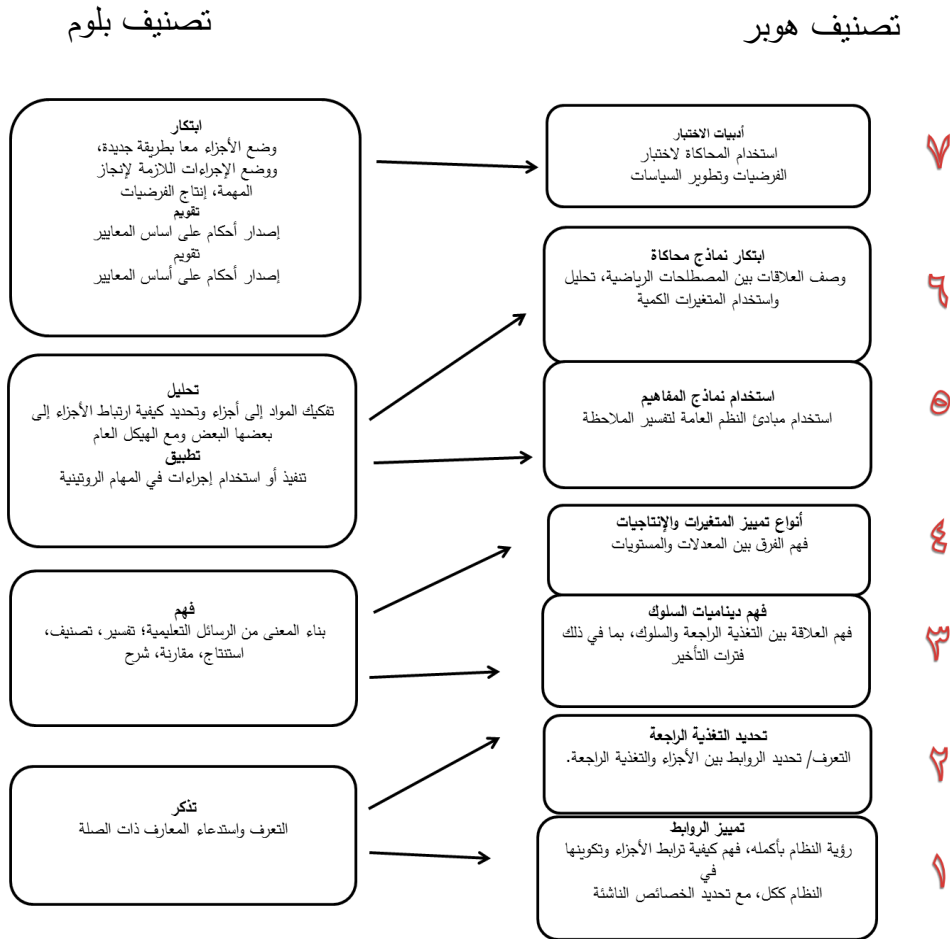 تصنيف هوبر
تصنيف بلوم
٧
أدبيات الاختبار
استخدام المحاكاة لاختبار
الفرضيات وتطوير السياسات
ابتكار
وضع الأجزاء معا بطريقة جديدة،
ووضع الإجراءات اللازمة لإنجاز
المهمة، إنتاج الفرضيات
تقويم
إصدار أحكام على اساس المعايير
تقويم
إصدار أحكام على أساس المعايير
٦
ابتكار نماذج محاكاة
وصف العلاقات بين المصطلحات الرياضية، تحليل
واستخدام المتغيرات الكمية
٥
استخدام نماذج المفاهيم
استخدام مبادئ النظم العامة لتفسير الملاحظة
تحليل
تفكيك المواد إلى أجزاء وتحديد كيفية ارتباط الأجزاء إلى
بعضها البعض ومع الهيكل العام
تطبيق
تنفيذ أو استخدام إجراءات في المهام الروتينية
٤
أنواع تمييز المتغيرات والإنتاجيات
فهم الفرق بين المعدلات والمستويات
٣
فهم ديناميات السلوك
فهم العلاقة بين التغذية الراجعة والسلوك، بما في ذلك
فترات التأخير
فهم
بناء المعنى من الرسائل التعليمية؛ تفسير، تصنيف،
استنتاج، مقارنة، شرح
٢
تحديد التغذية الراجعة
التعرف/ تحديد الروابط بين الأجزاء والتغذية الراجعة.
١
تمييز الروابط
رؤية النظام بأكمله، فهم كيفية ترابط الأجزاء وتكوينها
في
النظام ككل، مع تحديد الخصائص الناشئة
تذكر
التعرف واستدعاء المعارف ذات الصلة